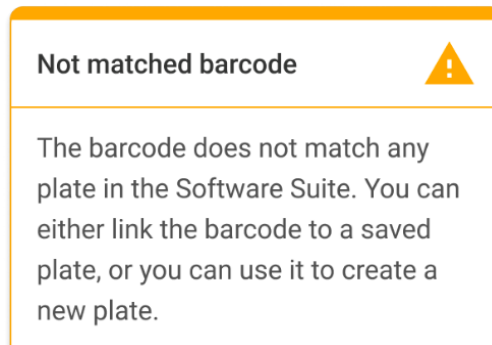 Not matched barcode
The barcode does not match any
plate in the Software Suite. You can
either link the barcode to a saved
plate, or you can use it to create a
new plate.